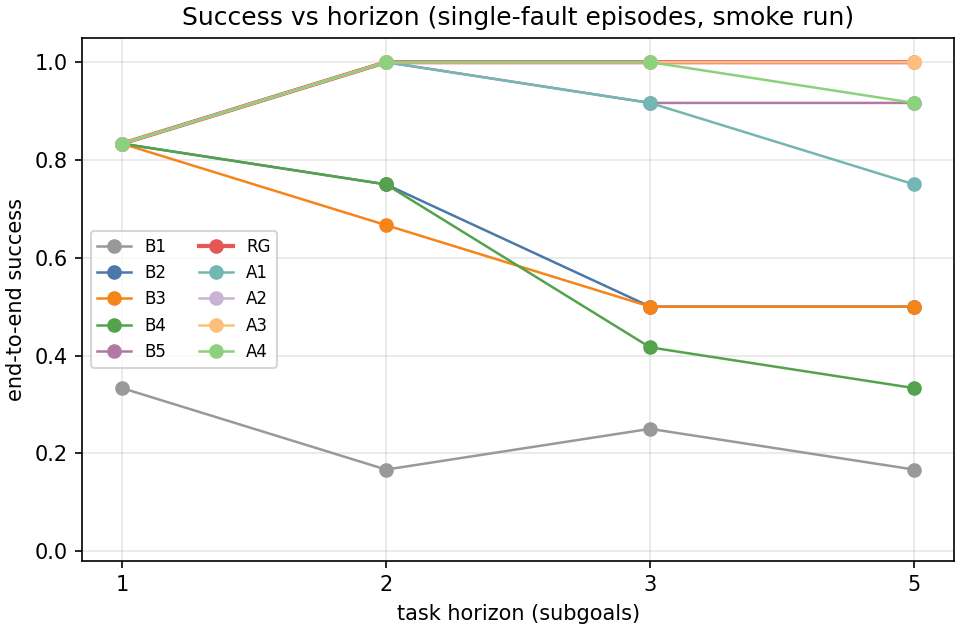 Success vs horizon (single-fault episodes, smoke run)
end-to-end success
1.0
0.8
0.6
0.4
0.2
0.0
B1 RG
B2 A1
B3 A2
B4 A3
B5 A4
1 2 3 5
task horizon (subgoals)